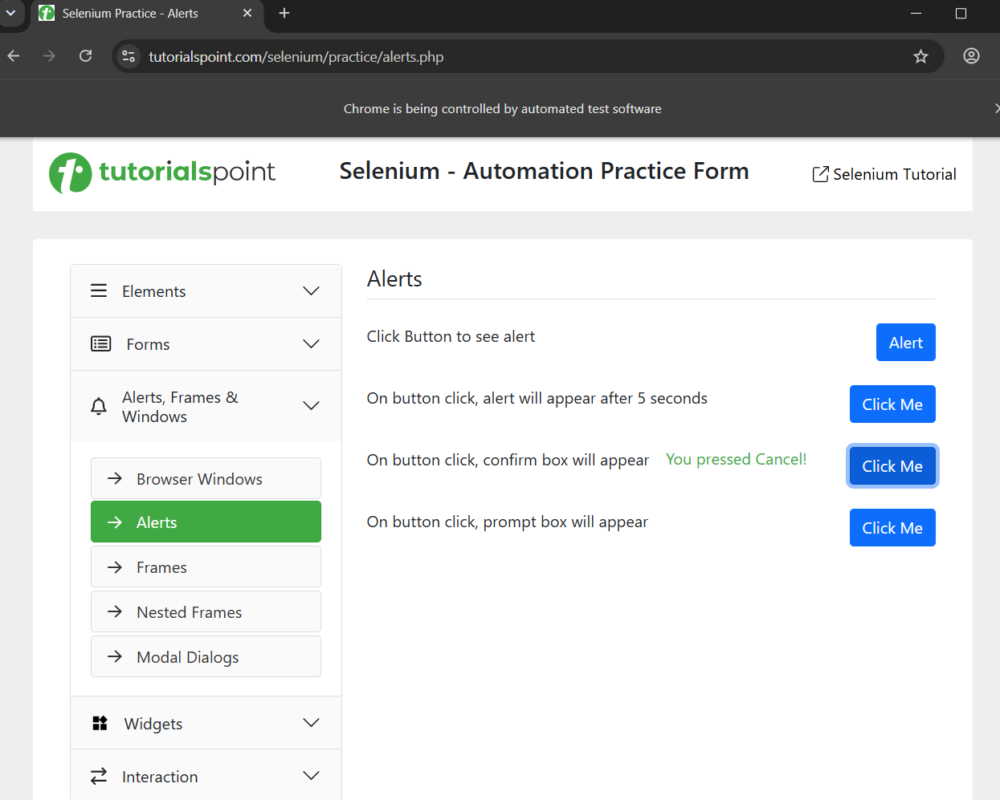 Selenium Practice - Alerts
tutorialspoint.com/selenium/practice/alerts.php
Chrome is being controlled by automated test software
tutorialspoint
Selenium - Automation Practice Form
Selenium Tutorial
Elements
Forms
Alerts, Frames &
Windows
Browser Windows
Alerts
Frames
Nested Frames
Modal Dialogs
Widgets
Interaction
Alerts
Click Button to see alert
Alert
On button click, alert will appear after 5 seconds
Click Me
On button click, confirm box will appear You pressed Cancel!
Click Me
On button click, prompt box will appear
Click Me